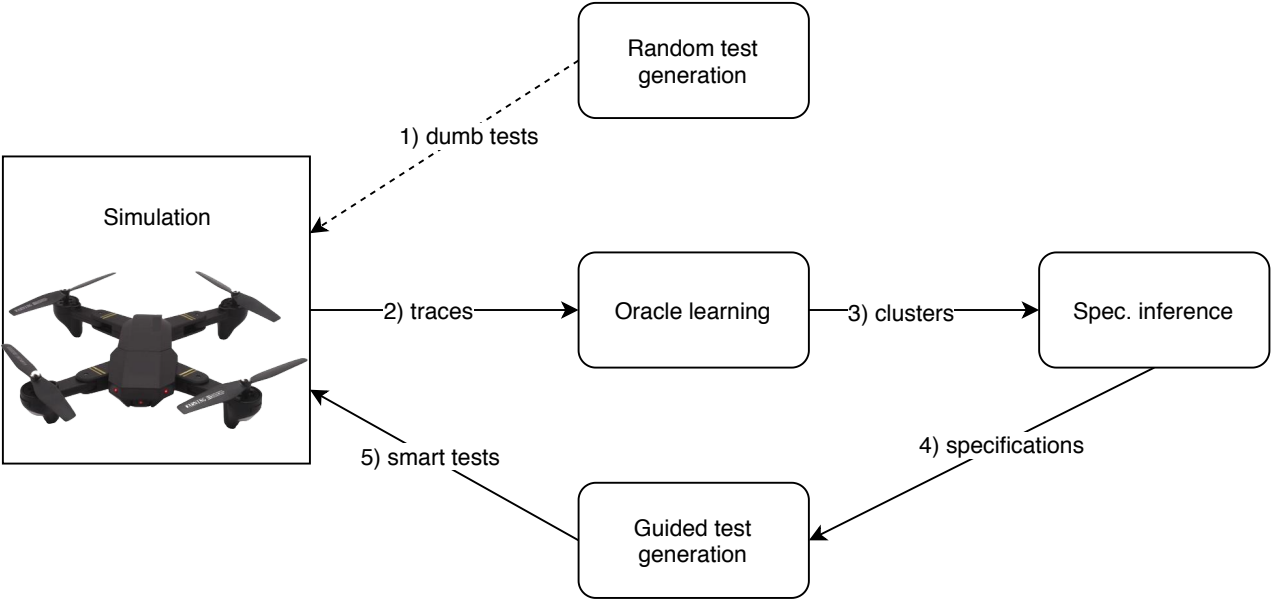 Random test
generation
1) dumb tests
Simulation
2) traces
Oracle learning
3) clusters
Spec. inference
4) specifications
5) smart tests
Guided test
generation